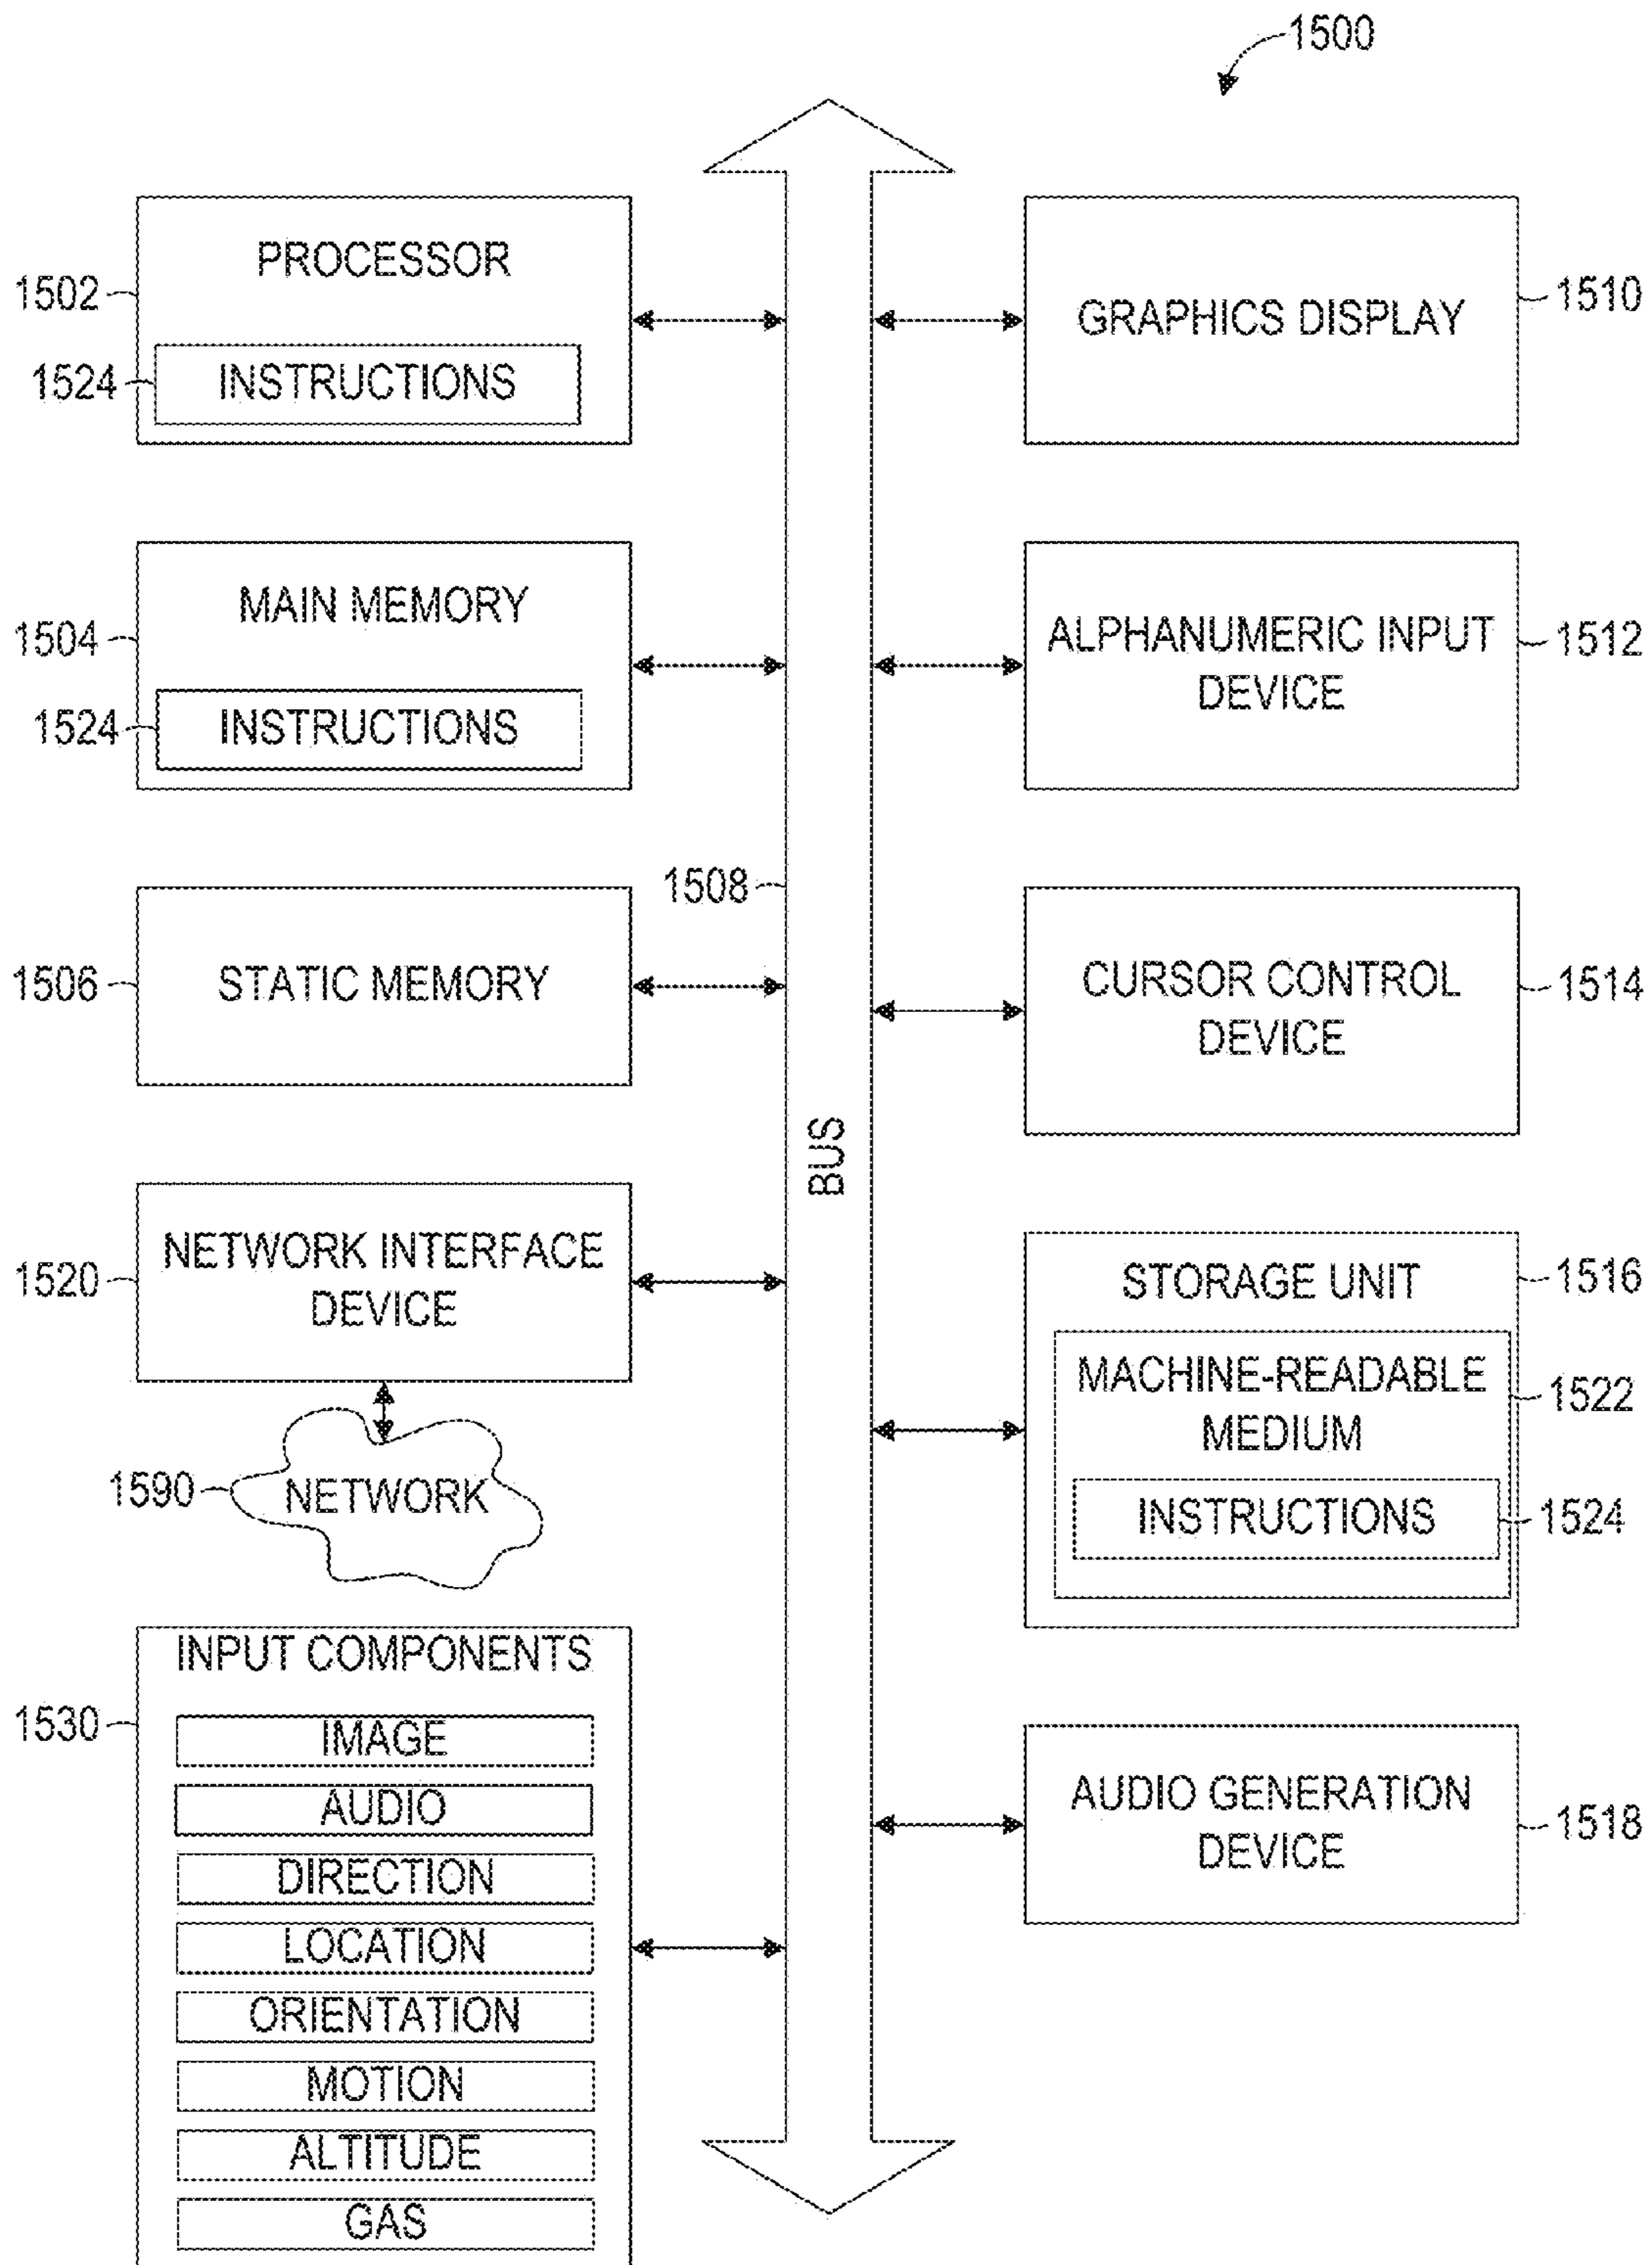 1500
PROCESSOR
1502
1524
INSTRUCTIONS
MAIN MEMORY
1504
1524
INSTRUCTIONS
1506
STATIC MEMORY
1520
NETWORK INTERFACE
DEVICE
1590
NETWORK
INPUT COMPONENTS
1530
IMAGE
AUDIO
DIRECTION
LOCATION
ORIENTATION
MOTION
ALTITUDE
GAS
1508
BUS
GRAPHICS DISPLAY
1510
ALPHANUMERIC INPUT
DEVICE
1512
CURSOR CONTROL
DEVICE
1514
STORAGE UNIT
1516
MACHINE-READABLE
MEDIUM
1522
INSTRUCTIONS
1524
AUDIO GENERATION
DEVICE
1518